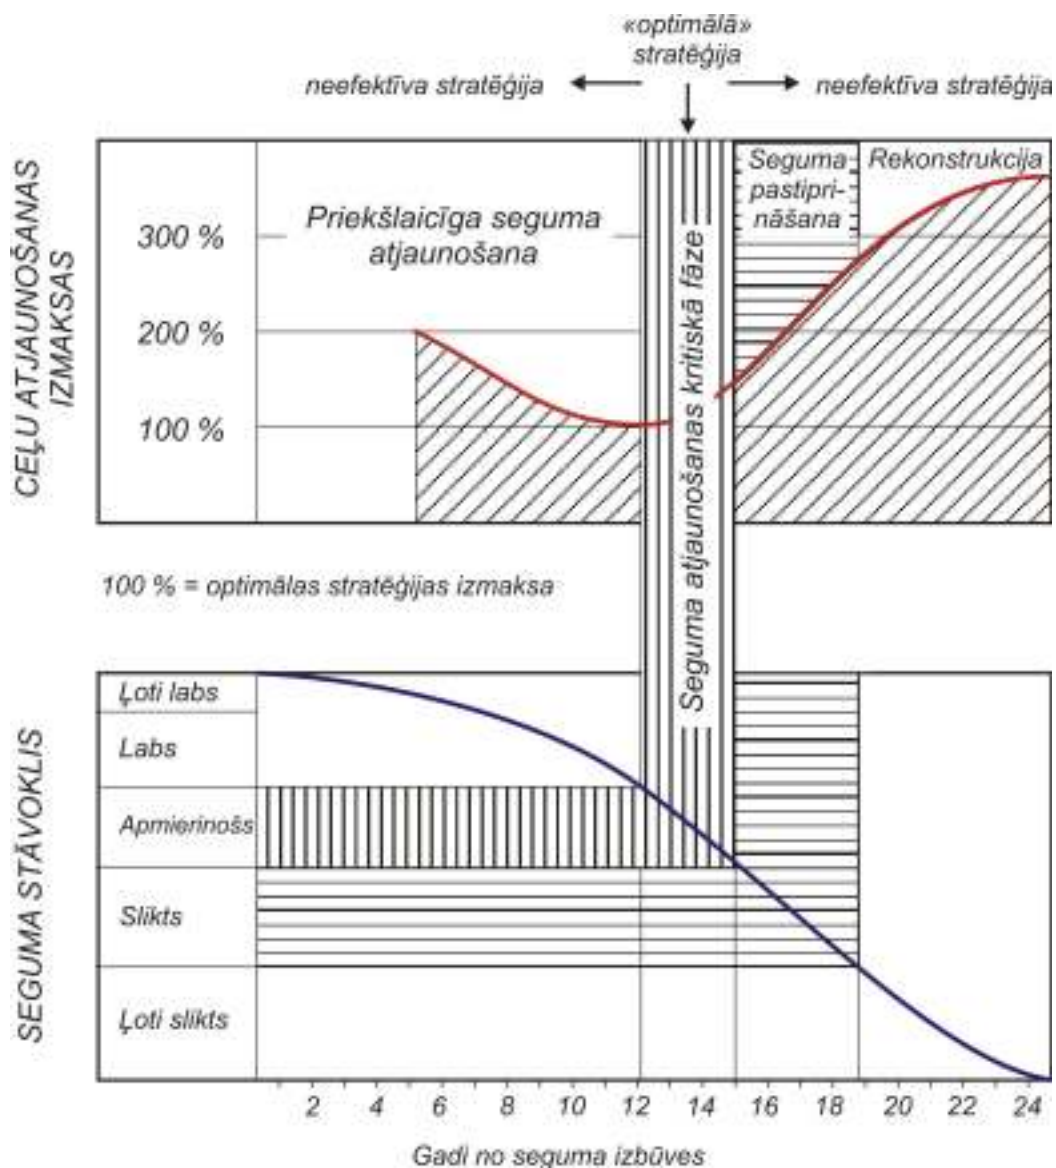 «optimālā»
stratēģija
neefektīva stratēģija
neefektīva stratēģija
CEĻU ATJAUNOŠANAS
IZMAKSAS
300 %
200 %
100 %
Priekšlaicīga seguma
atjaunošana
Seguma atjaunošanas kritiskā fāze
Seguma
pastipri-
nāšana
Rekonstrukcija
100 % = optimālas stratēģijas izmaksa
SEGUMA STĀVOKLIS
Ļoti labs
Labs
Apmierinošs
Slikts
Ļoti slikts
2 4 6 8 10 12 14 16 18 20 22 24
Gadi no seguma izbūves